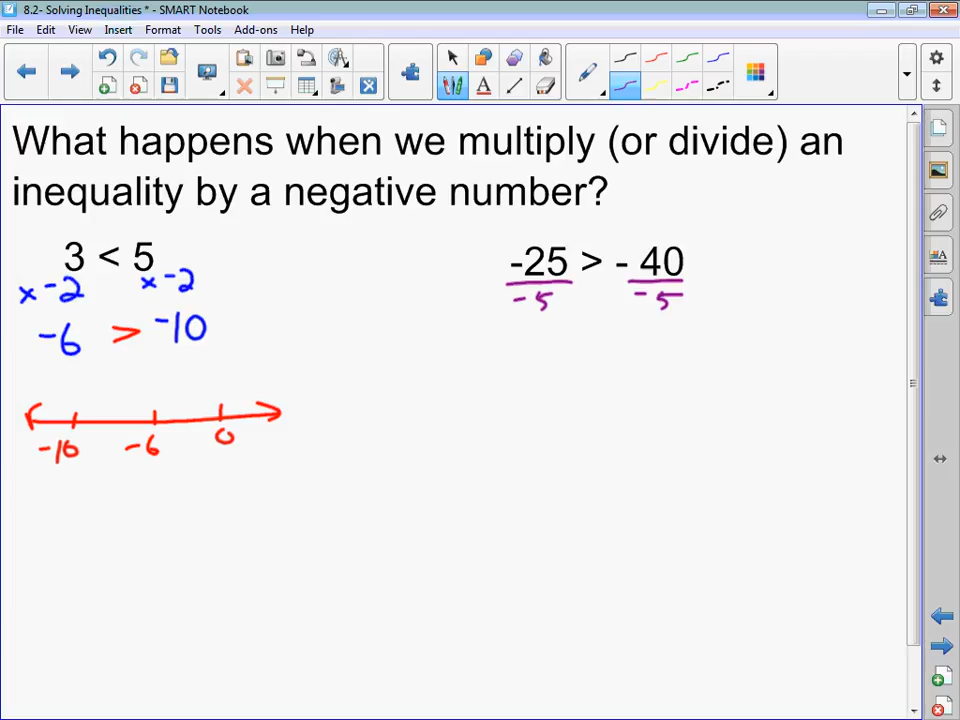 8.2- Solving Inequalities * - SMART Notebook
File Edit View Insert Format Tools Add-ons Help
What happens when we multiply (or divide) an
inequality by a negative number?
3 < 5
x -2 x -2
-6 > -10
-10 -6 0
-25 > - 40
-5 -5